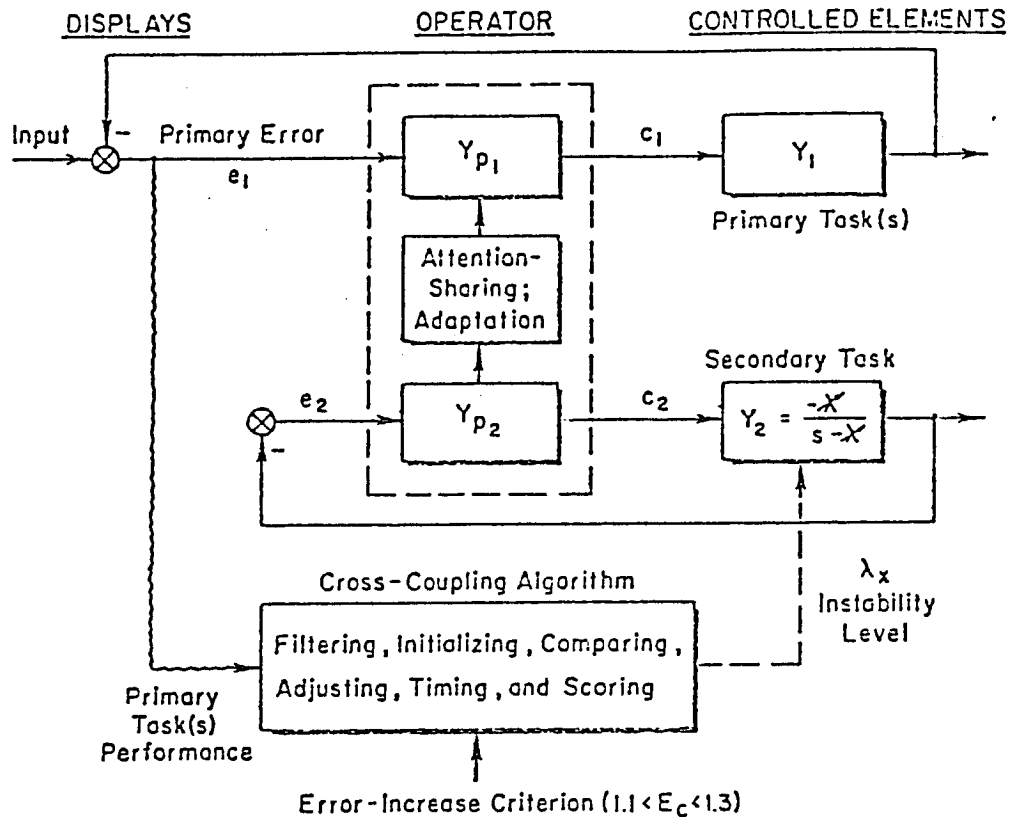 DISPLAYS OPERATOR CONTROLLED ELEMENTS
Input
-
Primary Error
e₁
Yp₁
c₁
Y₁
Primary Task(s)
Attention-
Sharing;
Adaptation
Secondary Task
e₂
-
Yp₂
c₂
Y₂ = -X / s-X
Cross-Coupling Algorithm
λₓ
Instability
Level
Filtering, Initializing, Comparing,
Adjusting, Timing, and Scoring
Primary
Task(s)
Performance
Error-Increase Criterion (1.1 < E꜀ < 1.3)